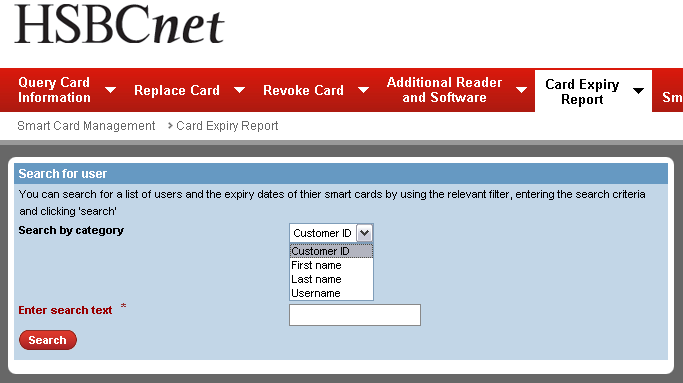 HSBCnet
Query Card
Information
Replace Card
Revoke Card
Additional Reader
and Software
Card Expiry
Report
Sm
Smart Card Management > Card Expiry Report
Search for user
You can search for a list of users and the expiry dates of thier smart cards by using the relevant filter, entering the search criteria
and clicking 'search'
Search by category
Customer ID
Customer ID
First name
Last name
Username
Enter search text *
Search